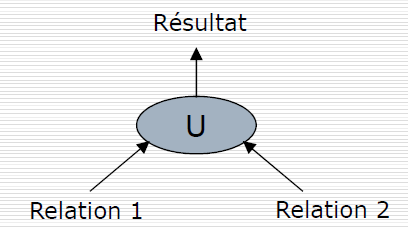 Résultat
U
Relation 1
Relation 2